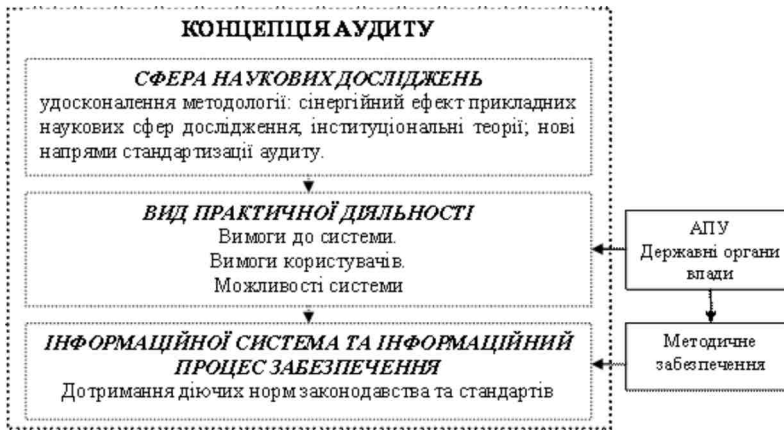 КОНЦЕПЦІЯ АУДИТУ
СФЕРА НАУКОВИХ ДОСЛІДЖЕНЬ
удосконалення методології: сінергійний ефект прикладних
наукових сфер дослідження; інституціональні теорії; нові
напрями стандартизації аудиту.
ВИД ПРАКТИЧНОЇ ДІЯЛЬНОСТІ
Вимоги до системи.
Вимоги користувачів.
Можливості системи
ІНФОРМАЦІЙНОЇ СИСТЕМА ТА ІНФОРМАЦІЙНИЙ
ПРОЦЕС ЗАБЕЗПЕЧЕННЯ
Дотримання діючих норм законодавства та стандартів
АПУ
Державні органи
влади
Методичне
забезпечення